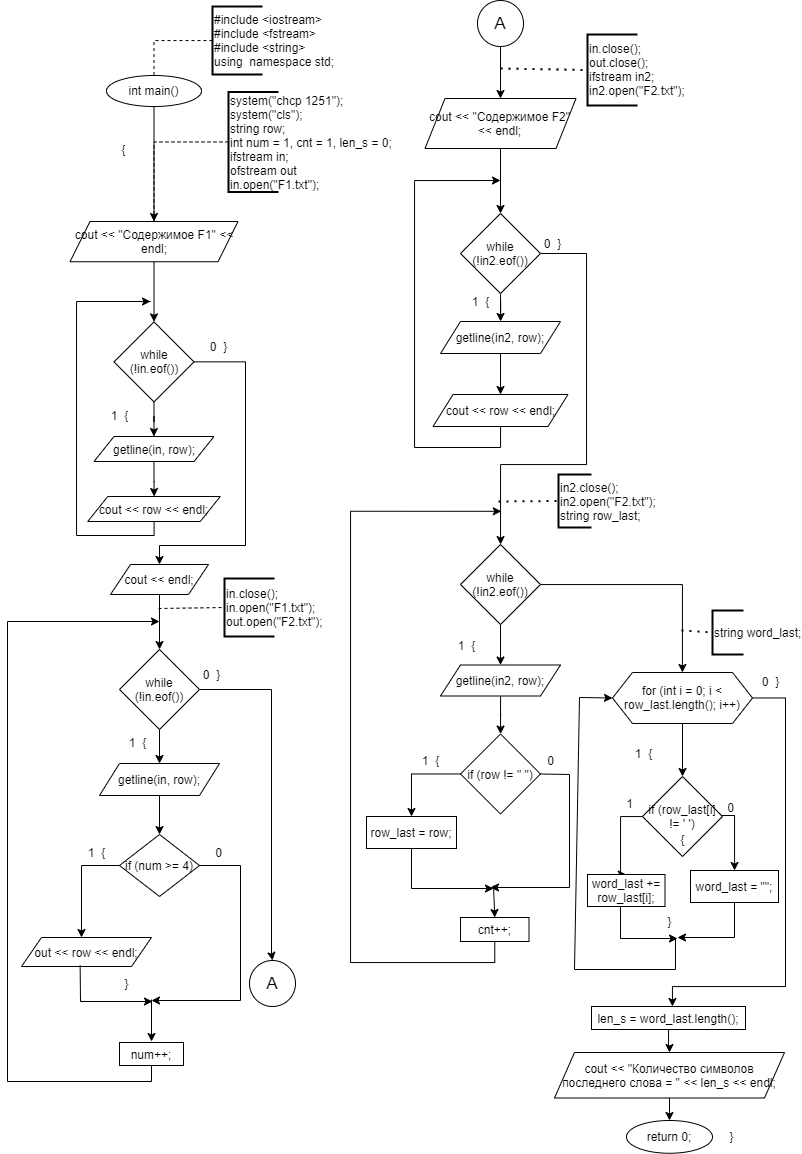 #include <iostream>
#include <fstream>
#include <string>
using  namespace std;
int main()
{
system("chcp 1251");
system("cls");
string row;
int num = 1, cnt = 1, len_s = 0;
ifstream in;
ofstream out
in.open("F1.txt");
cout << "Содержимое F1" <<
endl;
while
(!in.eof())
0  }
1  {
getline(in, row);
cout << row << endl;
cout << endl;
in.close();
in.open("F1.txt");
out.open("F2.txt");
while
(!in.eof())
0  }
1  {
getline(in, row);
if (num >= 4)
1  {
0
out << row << endl;
}
num++;
A
A
in.close();
out.close();
ifstream in2;
in2.open("F2.txt");
cout << "Содержимое F2"
<< endl;
while
(!in2.eof())
0  }
1  {
getline(in2, row);
cout << row << endl;
in2.close();
in2.open("F2.txt");
string row_last;
while
(!in2.eof())
1  {
getline(in2, row);
if (row != " ")
1  {
0
row_last = row;
cnt++;
string word_last;
for (int i = 0; i <
row_last.length(); i++)
0  }
1  {
if (row_last[i]
!= ' ')
{
1
0
word_last +=
row_last[i];
word_last = "";
}
len_s = word_last.length();
cout << "Количество символов
последнего слова = " << len_s << endl;
return 0;
}